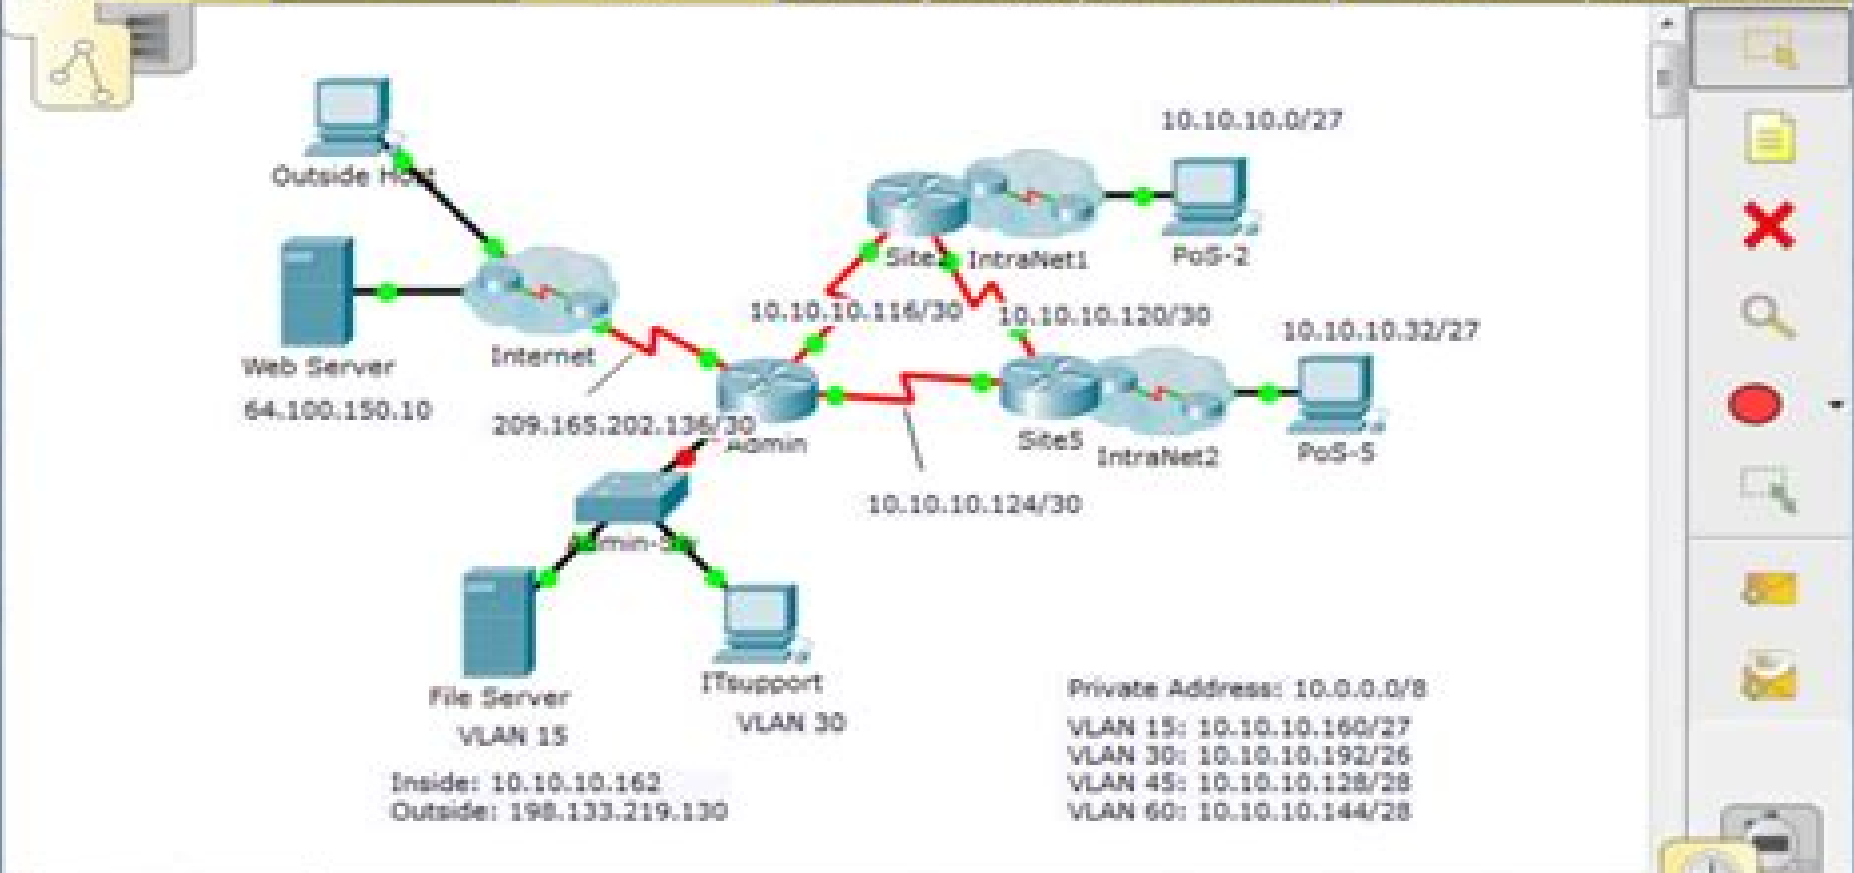 10.10.10.0/27
Outside Host
Site2
IntraNet1
PoS-2
10.10.10.116/30
10.10.10.120/30
10.10.10.32/27
Internet
Web Server
64.100.150.10
209.165.202.136/30
Admin
Site5
IntraNet2
PoS-5
10.10.10.124/30
Admin-Sw
File Server
VLAN 15
ITsupport
VLAN 30
Inside: 10.10.10.162
Outside: 198.133.219.130
Private Address: 10.0.0.0/8
VLAN 15: 10.10.10.160/27
VLAN 30: 10.10.10.192/26
VLAN 45: 10.10.10.128/28
VLAN 60: 10.10.10.144/28